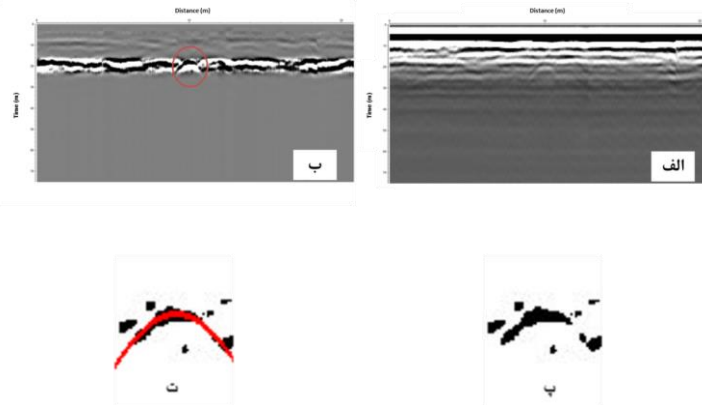 Distance (m)
Time (ns)
ب
Distance (m)
Time (ns)
الف
ت
پ